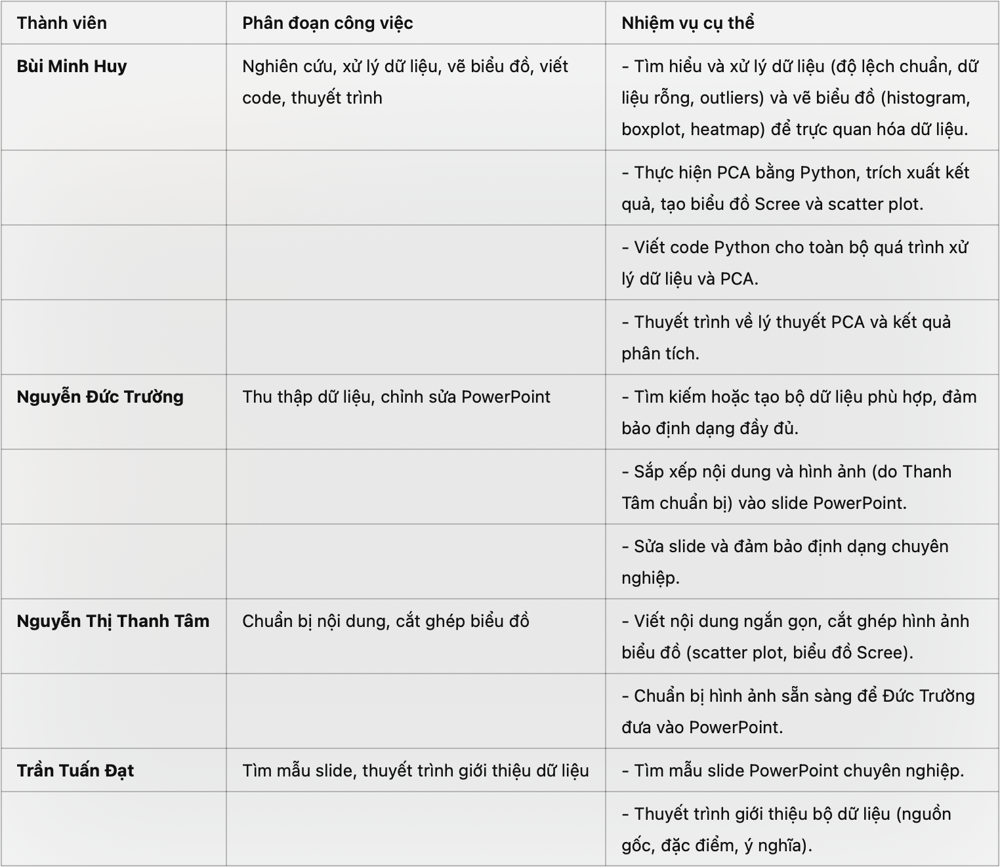 Thành viên
Phân đoạn công việc
Nhiệm vụ cụ thể
Bùi Minh Huy
Nghiên cứu, xử lý dữ liệu, vẽ biểu đồ, viết
code, thuyết trình
- Tìm hiểu và xử lý dữ liệu (độ lệch chuẩn, dữ
liệu rỗng, outliers) và vẽ biểu đồ (histogram,
boxplot, heatmap) để trực quan hóa dữ liệu.
- Thực hiện PCA bằng Python, trích xuất kết
quả, tạo biểu đồ Scree và scatter plot.
- Viết code Python cho toàn bộ quá trình xử
lý dữ liệu và PCA.
- Thuyết trình về lý thuyết PCA và kết quả
phân tích.
Nguyễn Đức Trường
Thu thập dữ liệu, chỉnh sửa PowerPoint
- Tìm kiếm hoặc tạo bộ dữ liệu phù hợp, đảm
bảo định dạng đầy đủ.
- Sắp xếp nội dung và hình ảnh (do Thanh
Tâm chuẩn bị) vào slide PowerPoint.
- Sửa slide và đảm bảo định dạng chuyên
nghiệp.
Nguyễn Thị Thanh Tâm
Chuẩn bị nội dung, cắt ghép biểu đồ
- Viết nội dung ngắn gọn, cắt ghép hình ảnh
biểu đồ (scatter plot, biểu đồ Scree).
- Chuẩn bị hình ảnh sẵn sàng để Đức Trường
đưa vào PowerPoint.
Trần Tuấn Đạt
Tìm mẫu slide, thuyết trình giới thiệu dữ liệu
- Tìm mẫu slide PowerPoint chuyên nghiệp.
- Thuyết trình giới thiệu bộ dữ liệu (nguồn
gốc, đặc điểm, ý nghĩa).